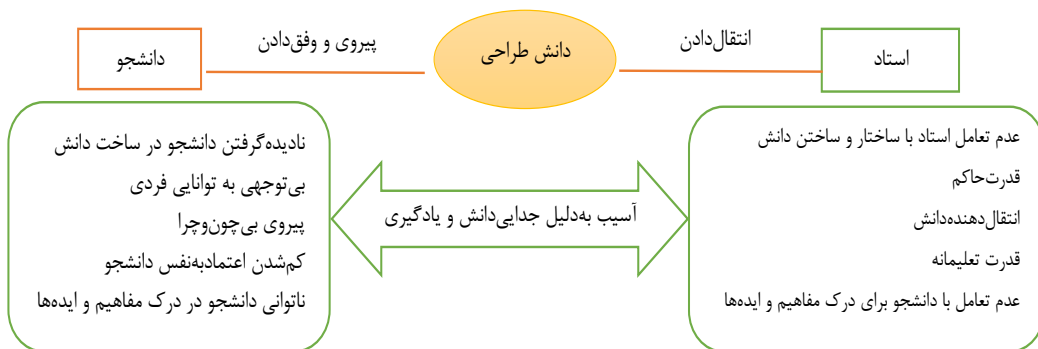 استاد
انتقال‌دادن
دانش طراحی
پیروی و وفق‌دادن
دانشجو
عدم تعامل استاد با ساختار و ساختن دانش
قدرت‌حاکم
انتقال‌دهنده‌دانش
قدرت تعلیمانه
عدم تعامل با دانشجو برای درک مفاهیم و ایده‌ها
آسیب به‌دلیل جدایی‌دانش و یادگیری
نادیده‌گرفتن دانشجو در ساخت دانش
بی‌توجهی به توانایی فردی
پیروی بی‌چون‌وچرا
کم‌شدن اعتمادبه‌نفس دانشجو
ناتوانی دانشجو در درک مفاهیم و ایده‌ها